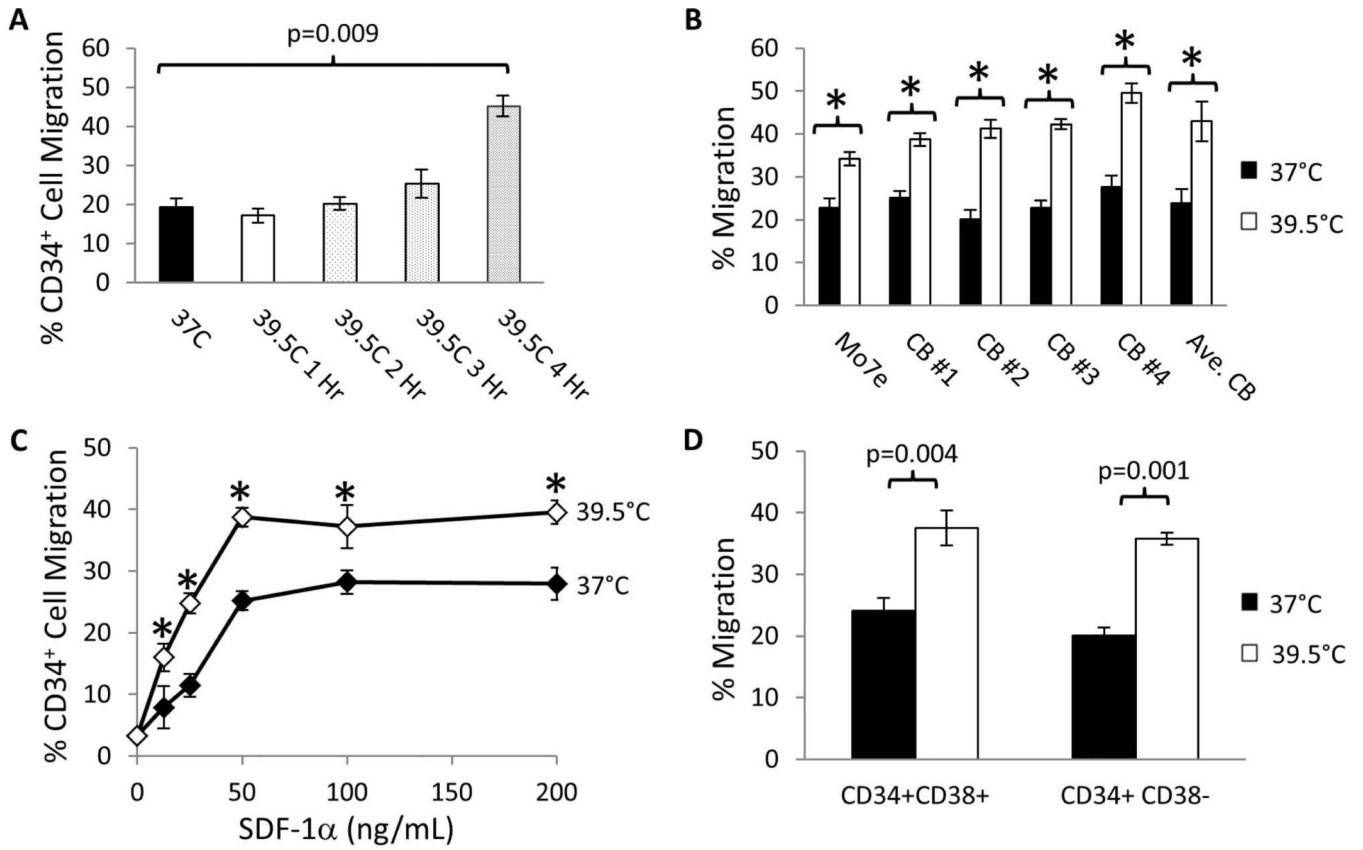 A
p=0.009
% CD34+ Cell Migration
60
50
40
30
20
10
0
37C
39.5C 1 Hr
39.5C 2 Hr
39.5C 3 Hr
39.5C 4 Hr
B
% Migration
60
50
40
30
20
10
0
*
*
*
*
*
*
Mo7e
CB #1
CB #2
CB #3
CB #4
Ave. CB
37°C
39.5°C
C
% CD34+ Cell Migration
50
40
30
20
10
0
*
*
*
*
*
39.5°C
37°C
0
50
100
150
200
SDF-1α (ng/mL)
D
% Migration
50
40
30
20
10
0
p=0.004
p=0.001
CD34+CD38+
CD34+ CD38-
37°C
39.5°C